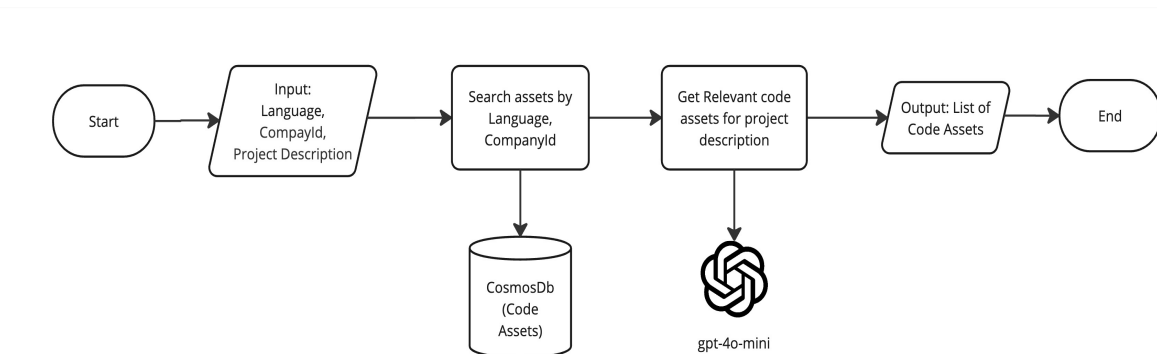 Start
Input:
Language,
CompayId,
Project Description
Search assets by
Language,
CompanyId
Get Relevant code
assets for project
description
Output: List of
Code Assets
End
CosmosDb
(Code
Assets)
gpt-4o-mini